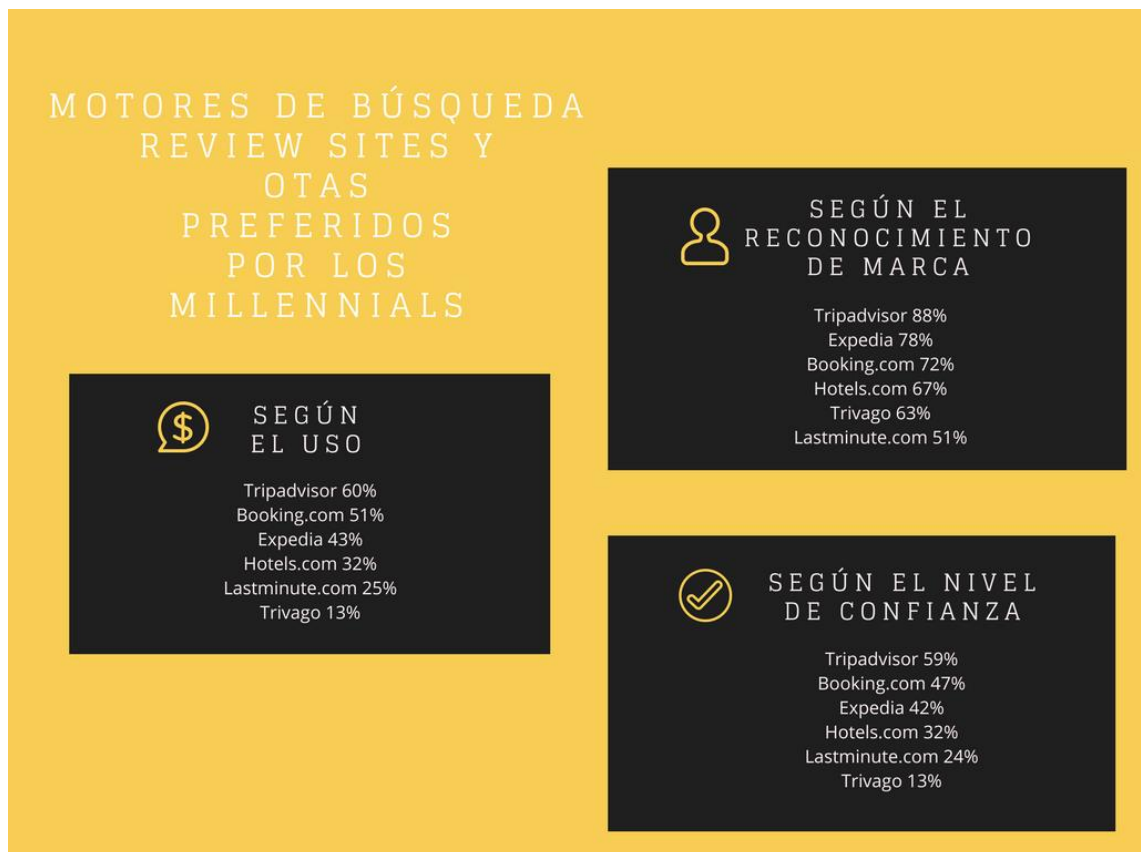 MOTORES DE BÚSQUEDA
REVIEW SITES Y
OTAS
PREFERIDOS
POR LOS
MILLENNIALS
SEGÚN
EL USO
Tripadvisor 60%
Booking.com 51%
Expedia 43%
Hotels.com 32%
Lastminute.com 25%
Trivago 13%
SEGÚN EL
RECONOCIMIENTO
DE MARCA
Tripadvisor 88%
Expedia 78%
Booking.com 72%
Hotels.com 67%
Trivago 63%
Lastminute.com 51%
SEGÚN EL NIVEL
DE CONFIANZA
Tripadvisor 59%
Booking.com 47%
Expedia 42%
Hotels.com 32%
Lastminute.com 24%
Trivago 13%